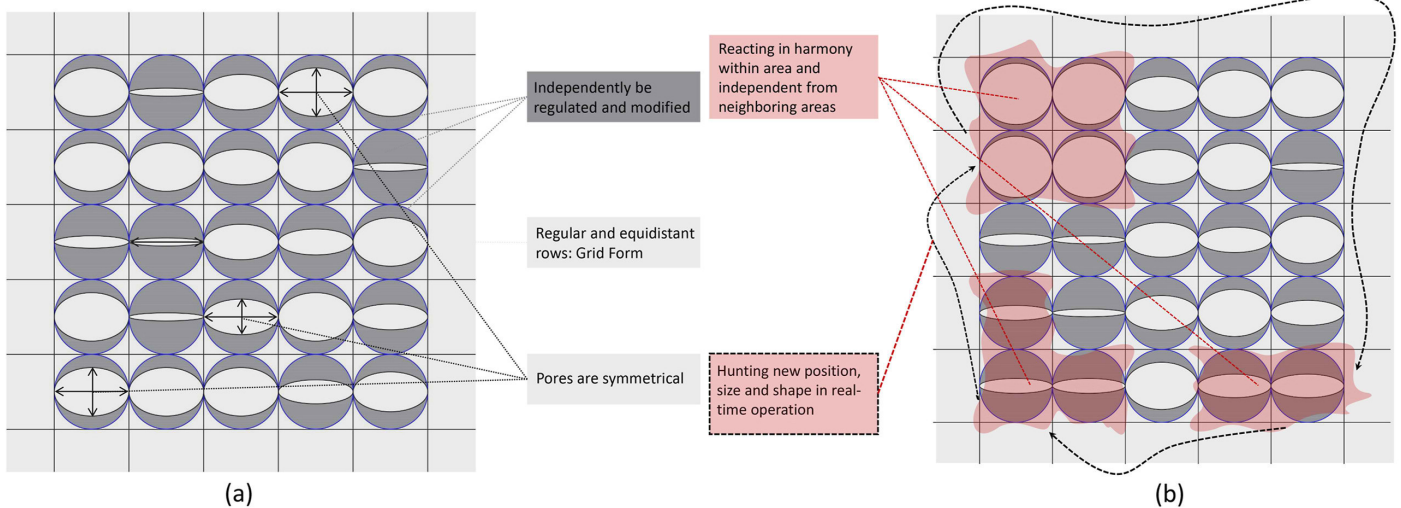 Independently be
regulated and modified
Regular and equidistant
rows: Grid Form
Pores are symmetrical
(a)
Reacting in harmony
within area and
independent from
neighboring areas
Hunting new position,
size and shape in real-
time operation
(b)